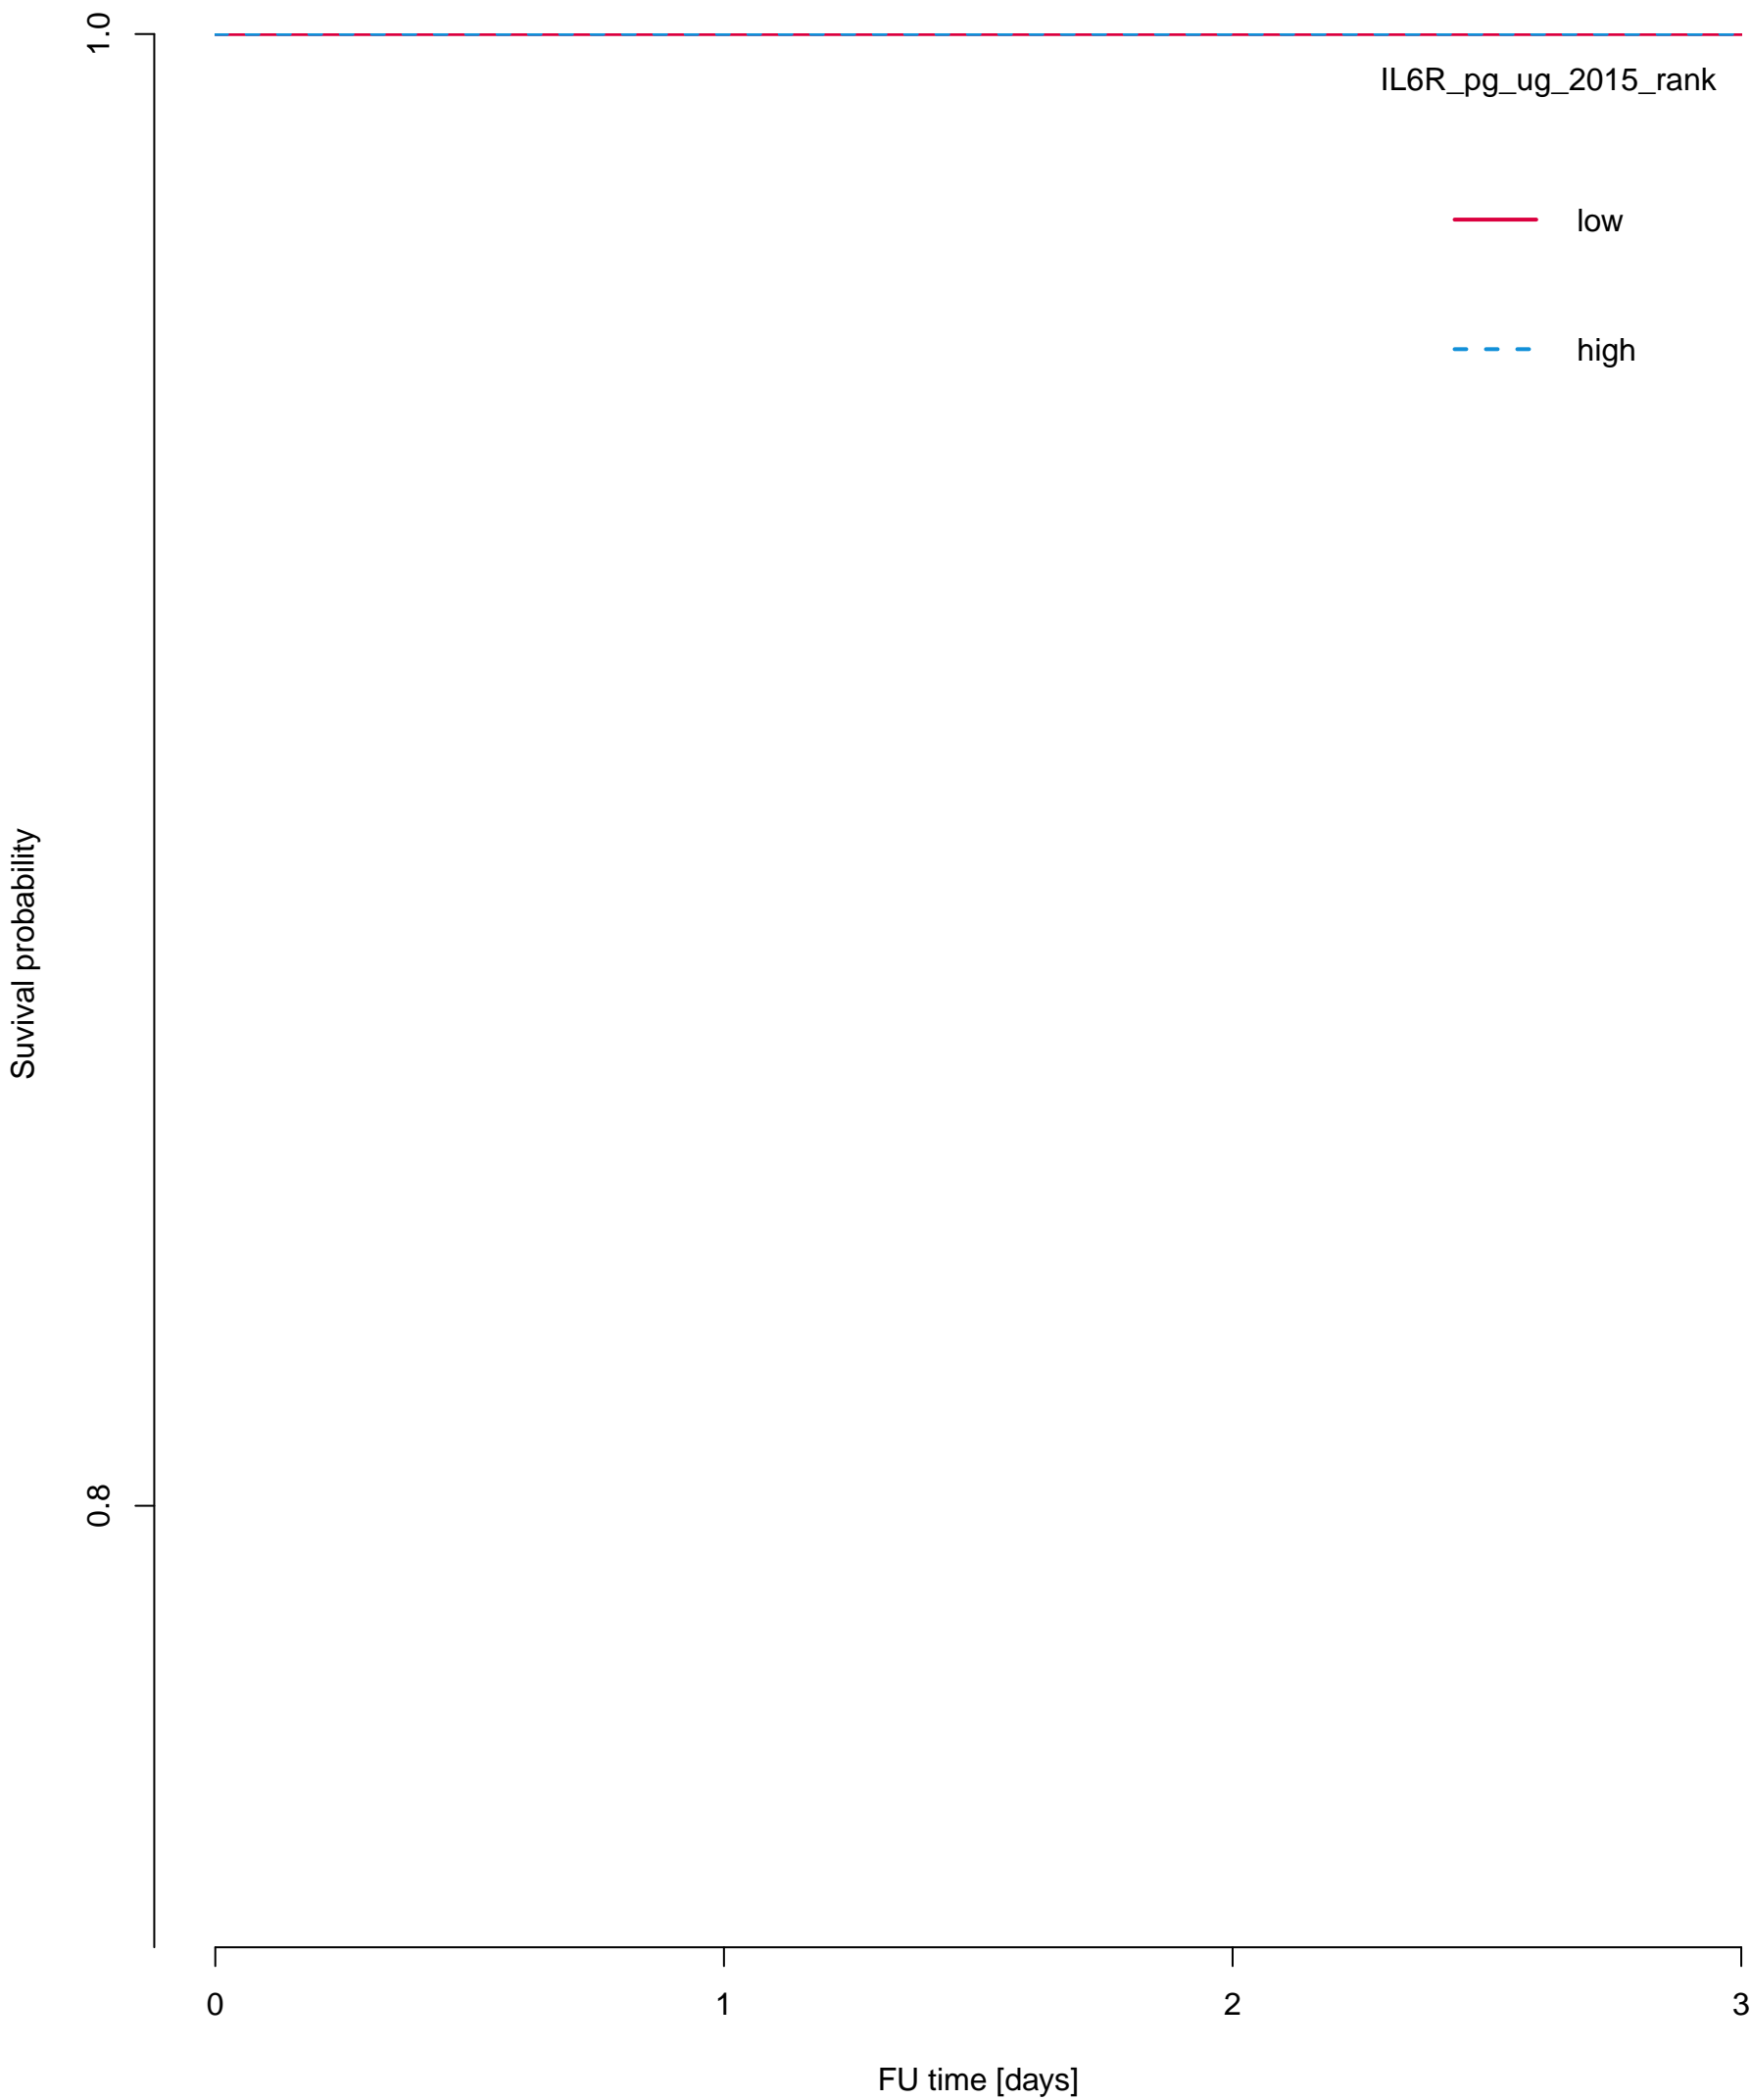 1.0
IL6R_pg_ug_2015_rank
low
high
Suvival probability
0.8
0 1 2 3
FU time [days]